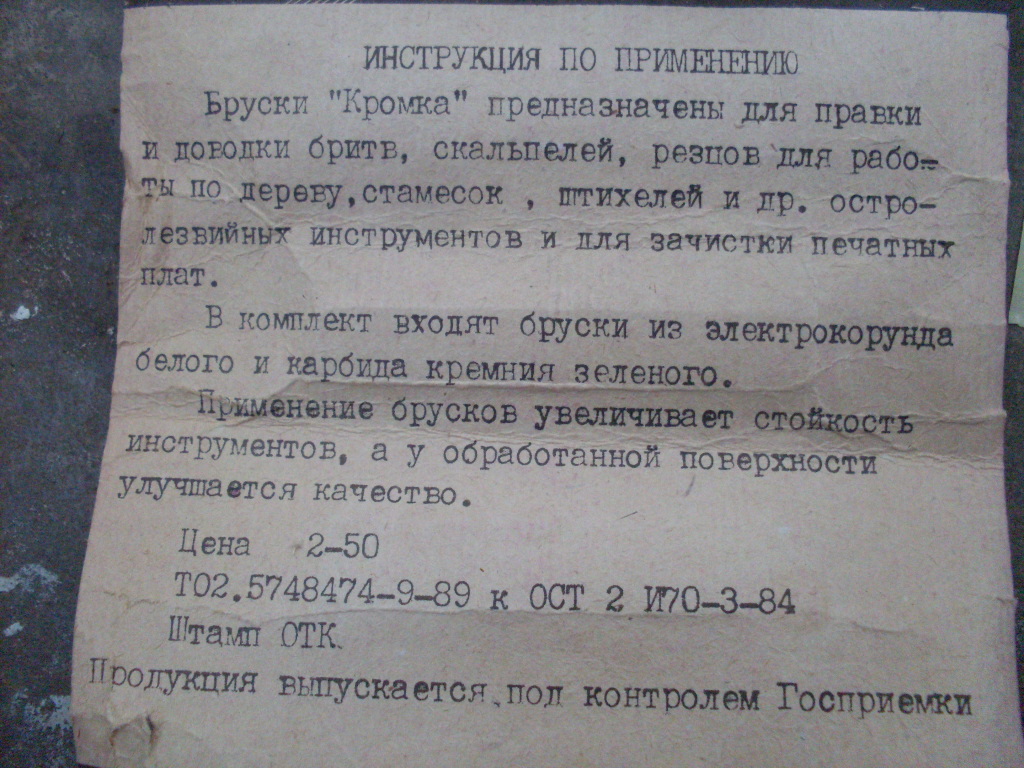 ИНСТРУКЦИЯ ПО ПРИМЕНЕНИЮ
Бруски "Кромка" предназначены для правки
и доводки бритв, скальпелей, резцов для рабо-
ты по дереву,стамесок , штихелей и др. остро-
лезвийных инструментов и для зачистки печатных
плат.
В комплект входят бруски из электрокорунда
белого и карбида кремния зеленого.
Применение брусков увеличивает стойкость
инструментов, а у обработанной поверхности
улучшается качество.
Цена 2-50
ТО2.5748474-9-89 к ОСТ 2 И70-3-84
Штамп ОТК.
Продукция выпускается под контролем Госприемки